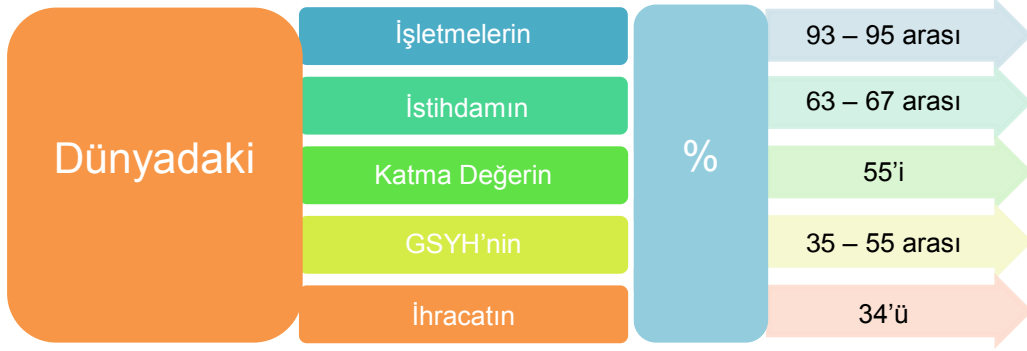 Dünyadaki
İşletmelerin
%
93 – 95 arası
İstihdamın
63 – 67 arası
Katma Değerin
55’i
GSYH’nin
35 – 55 arası
İhracatın
34’ü